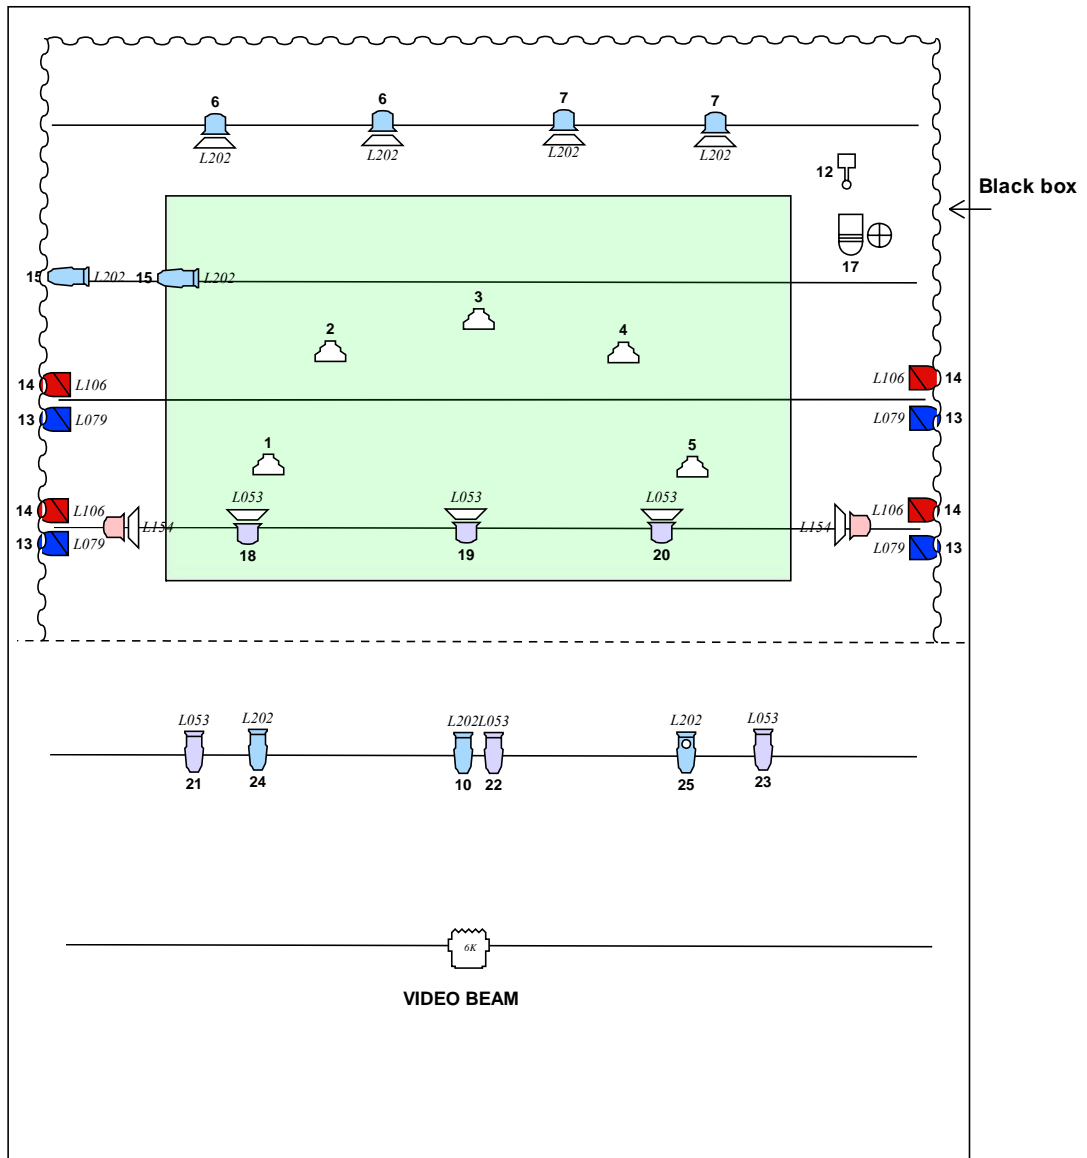 6 6 7 7
L202 L202 L202 L202
12
Black box
17
15 L202 15 L202
3
2 4
14 L106 L106 14
13 L079 L079 13
1 5
L053 L053 L053
14 L106 L106 14
L154 L154
13 L079 L079 13
18 19 20
L053 L202 L202 L053 L202 L053
21 24 10 22 25 23
6K
VIDEO BEAM